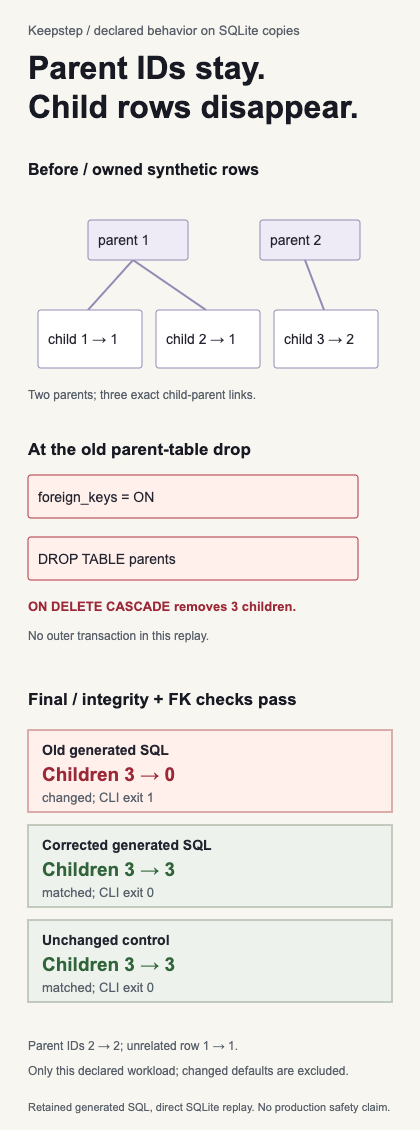 Keepstep / declared behavior on SQLite copies
Parent IDs stay.
Child rows disappear.
Before / owned synthetic rows
parent 1
parent 2
child 1 → 1
child 2 → 1
child 3 → 2
Two parents; three exact child-parent links.
At the old parent-table drop
foreign_keys = ON
DROP TABLE parents
ON DELETE CASCADE removes 3 children.
No outer transaction in this replay.
Final / integrity + FK checks pass
Old generated SQL
Children 3 → 0
changed; CLI exit 1
Corrected generated SQL
Children 3 → 3
matched; CLI exit 0
Unchanged control
Children 3 → 3
matched; CLI exit 0
Parent IDs 2 → 2; unrelated row 1 → 1.
Only this declared workload; changed defaults are excluded.
Retained generated SQL, direct SQLite replay. No production safety claim.